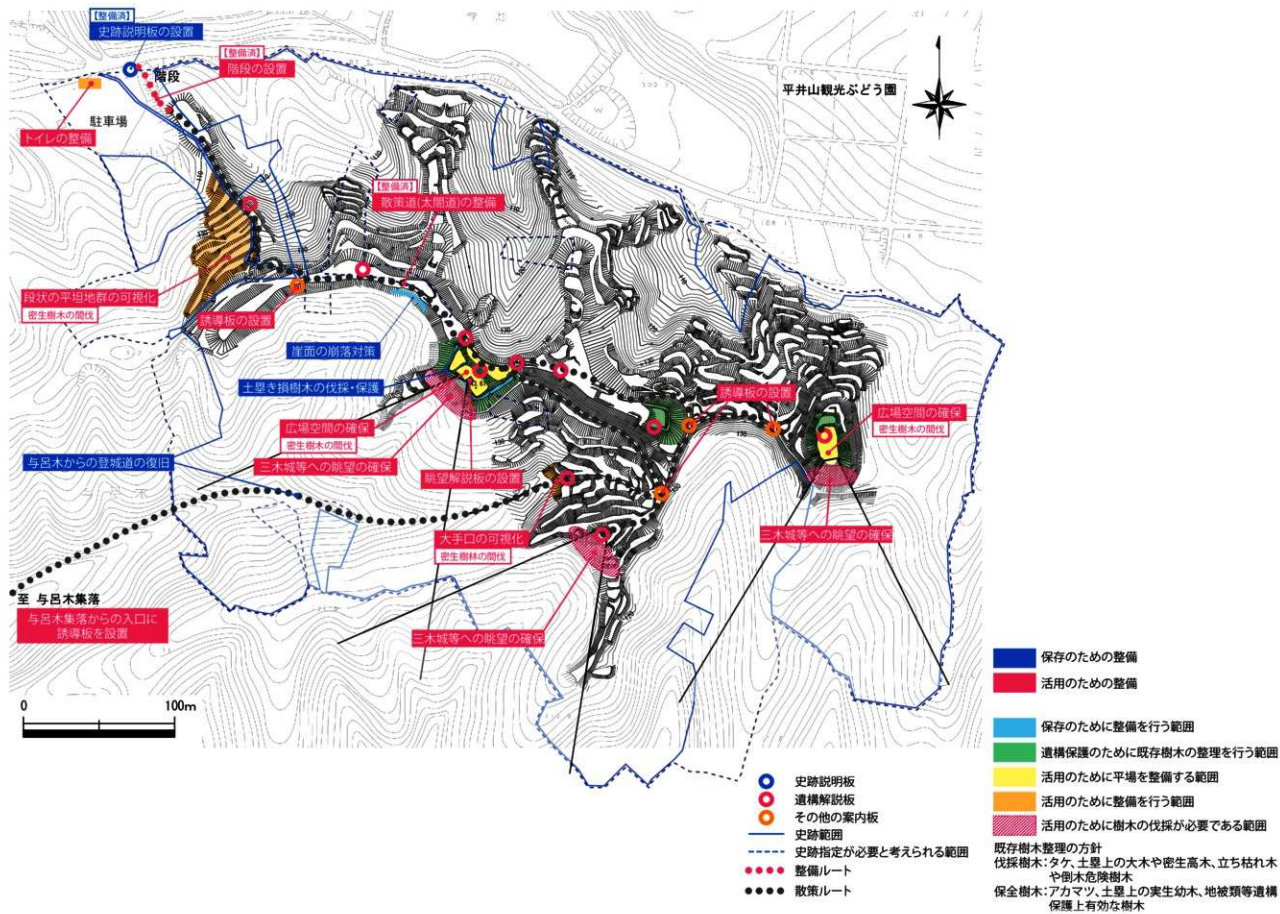 【整備済】
史跡説明板の設置
【整備済】
階段の設置
階段
平井山観光ぶどう園
駐車場
トイレの整備
【整備済】
散策道(太閤道)の整備
段状の平坦地群の可視化
密生樹木の間伐
誘導板の設置
崖面の崩落対策
土塁き損樹木の伐採・保護
誘導板の設置
広場空間の確保
密生樹木の間伐
広場空間の確保
密生樹木の間伐
与呂木からの登城道の復旧
三木城等への眺望の確保
眺望解説板の設置
与呂木
大手口の可視化
密生樹林の間伐
三木城等への眺望の確保
至 与呂木集落
与呂木集落からの入口に
誘導板を設置
三木城等への眺望の確保
0 100m
保存のための整備
活用のための整備
保存のために整備を行う範囲
遺構保護のために既存樹木の整理を行う範囲
活用のために平場を整備する範囲
活用のために整備を行う範囲
活用のために樹木の伐採が必要である範囲
史跡説明板
遺構解説板
その他の案内板
史跡範囲
史跡指定が必要と考えられる範囲
整備ルート
散策ルート
既存樹木整理の方針
伐採樹木:タケ、土塁上の大木や密生高木、立ち枯れ木
や倒木危険樹木
保全樹木:アカマツ、土塁上の実生幼木、地被類等遺構
保護上有効な樹木